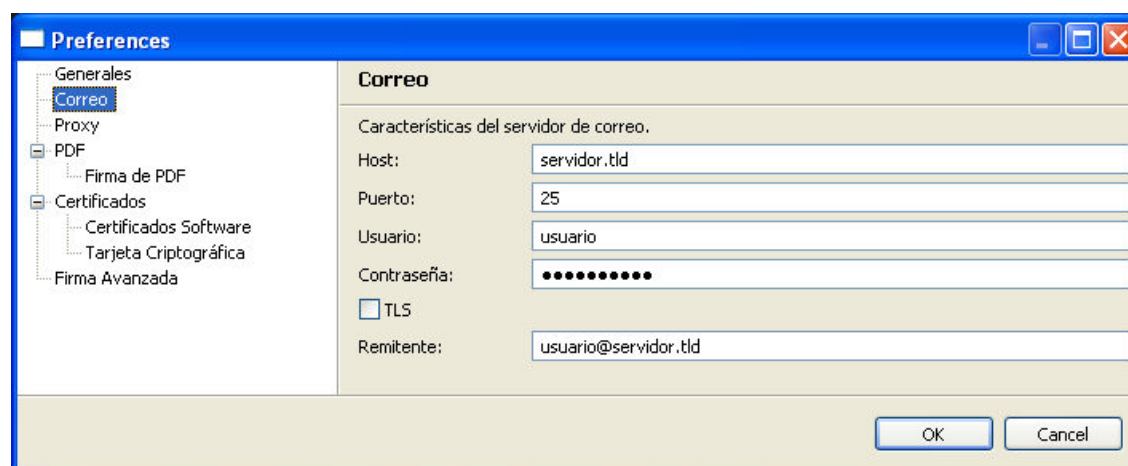 Preferences
Generales
Correo
Proxy
PDF
Firma de PDF
Certificados
Certificados Software
Tarjeta Criptográfica
Firma Avanzada
Correo
Características del servidor de correo.
Host: servidor.tld
Puerto: 25
Usuario: usuario
Contraseña: ●●●●●●●●●●
TLS
Remitente: usuario@servidor.tld
OK Cancel